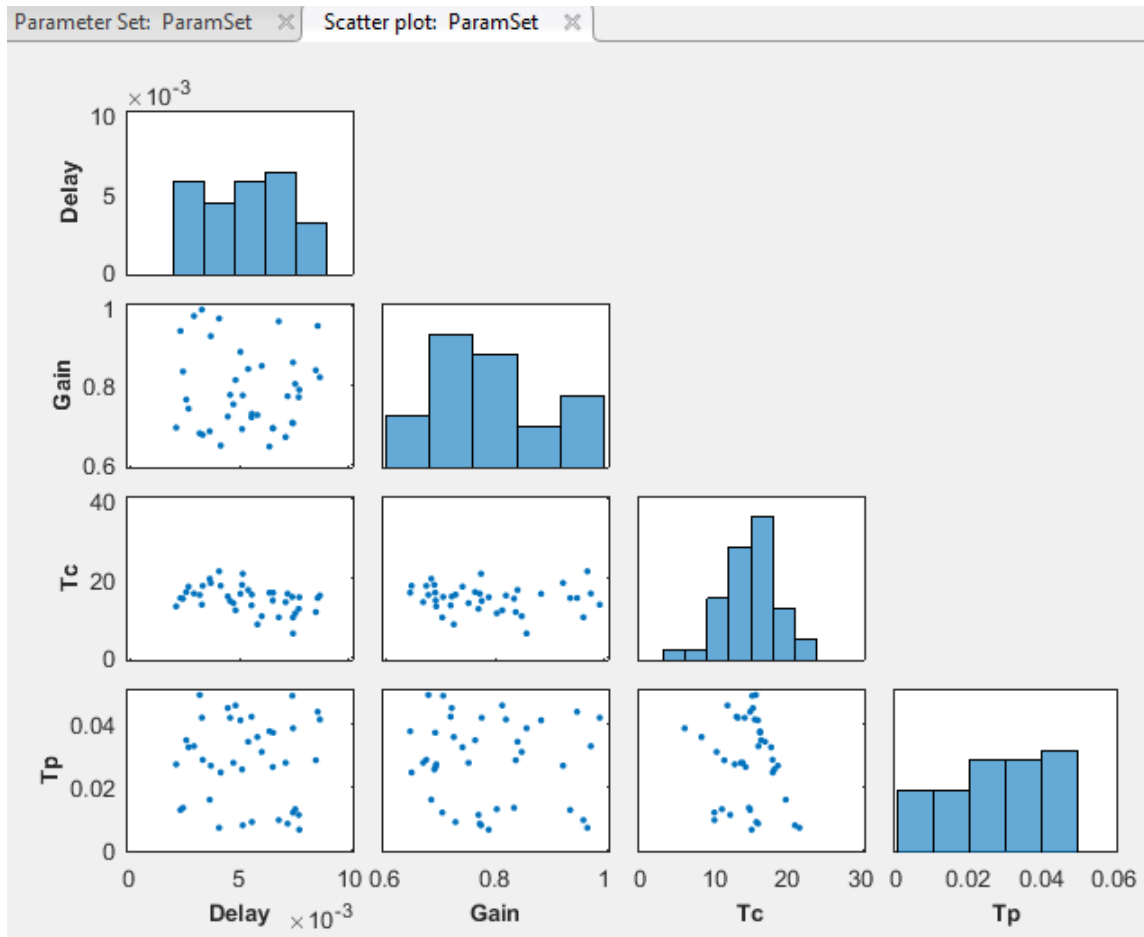 Parameter Set: ParamSet × Scatter plot: ParamSet ×
×10-3
10
5
0
Delay
1
0.8
0.6
Gain
40
20
0
Tc
0.04
0.02
0
Tp
0 5 10 0.6 0.8 1 0 10 20 30 0 0.02 0.04 0.06
Delay ×10-3 Gain Tc Tp